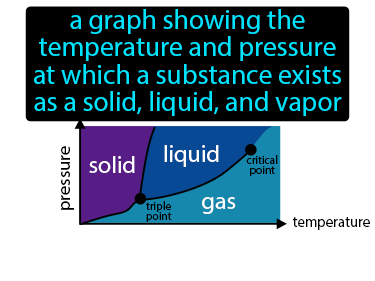 a graph showing the
temperature and pressure
at which a substance exists
as a solid, liquid, and vapor
pressure
solid
liquid
critical
point
triple
point
gas
temperature